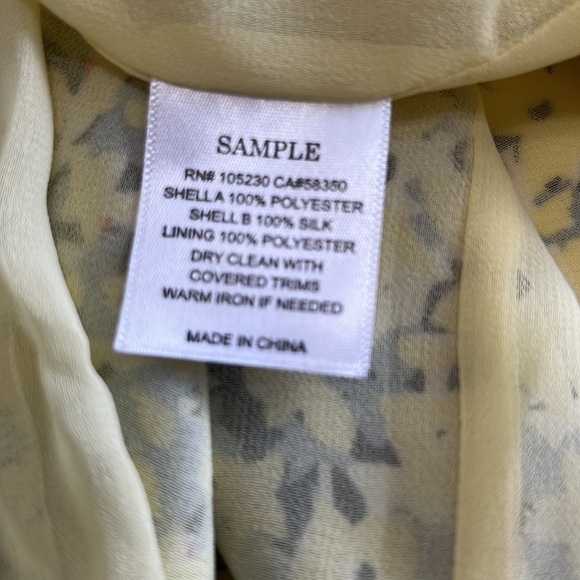 SAMPLE
RN# 105230 CA#58350
SHELL A 100% POLYESTER
SHELL B 100% SILK
LINING 100% POLYESTER
DRY CLEAN WITH
COVERED TRIMS
WARM IRON IF NEEDED
MADE IN CHINA